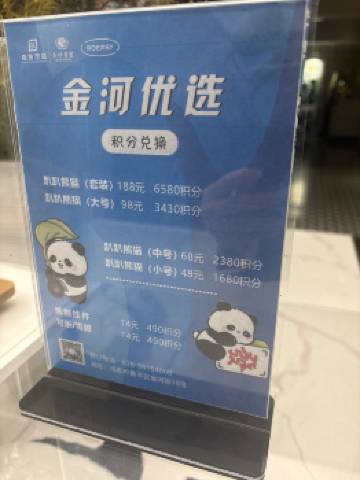 金河优选
积分兑换
趴趴熊猫（套装）188元 6580积分
趴趴熊猫（大号）98元 3430积分
趴趴熊猫（中号）68元 2380积分
趴趴熊猫（小号）48元 1680积分
14元 490积分
14元 490积分
發